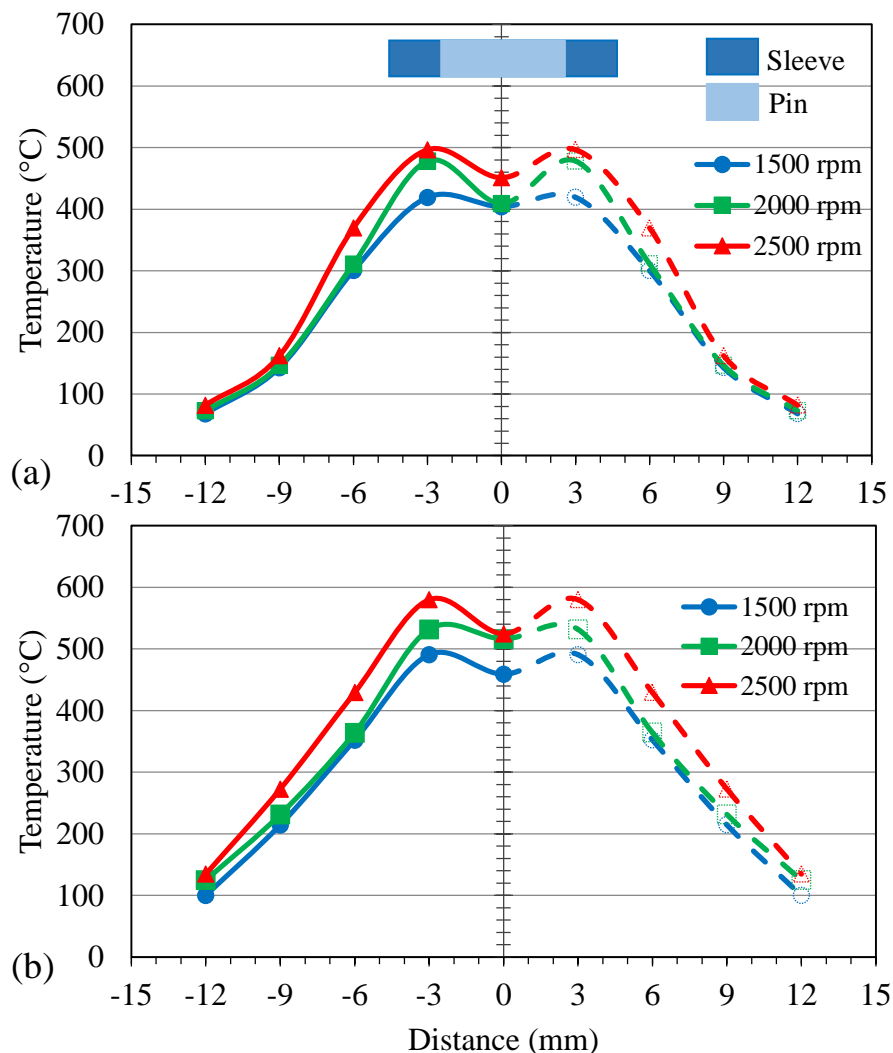 700
600
500
400
300
200
100
0
Temperature (°C)
Sleeve
Pin
1500 rpm
2000 rpm
2500 rpm
(a)
-15 -12 -9 -6 -3 0 3 6 9 12 15
700
600
500
400
300
200
100
0
Temperature (°C)
1500 rpm
2000 rpm
2500 rpm
(b)
-15 -12 -9 -6 -3 0 3 6 9 12 15
Distance (mm)